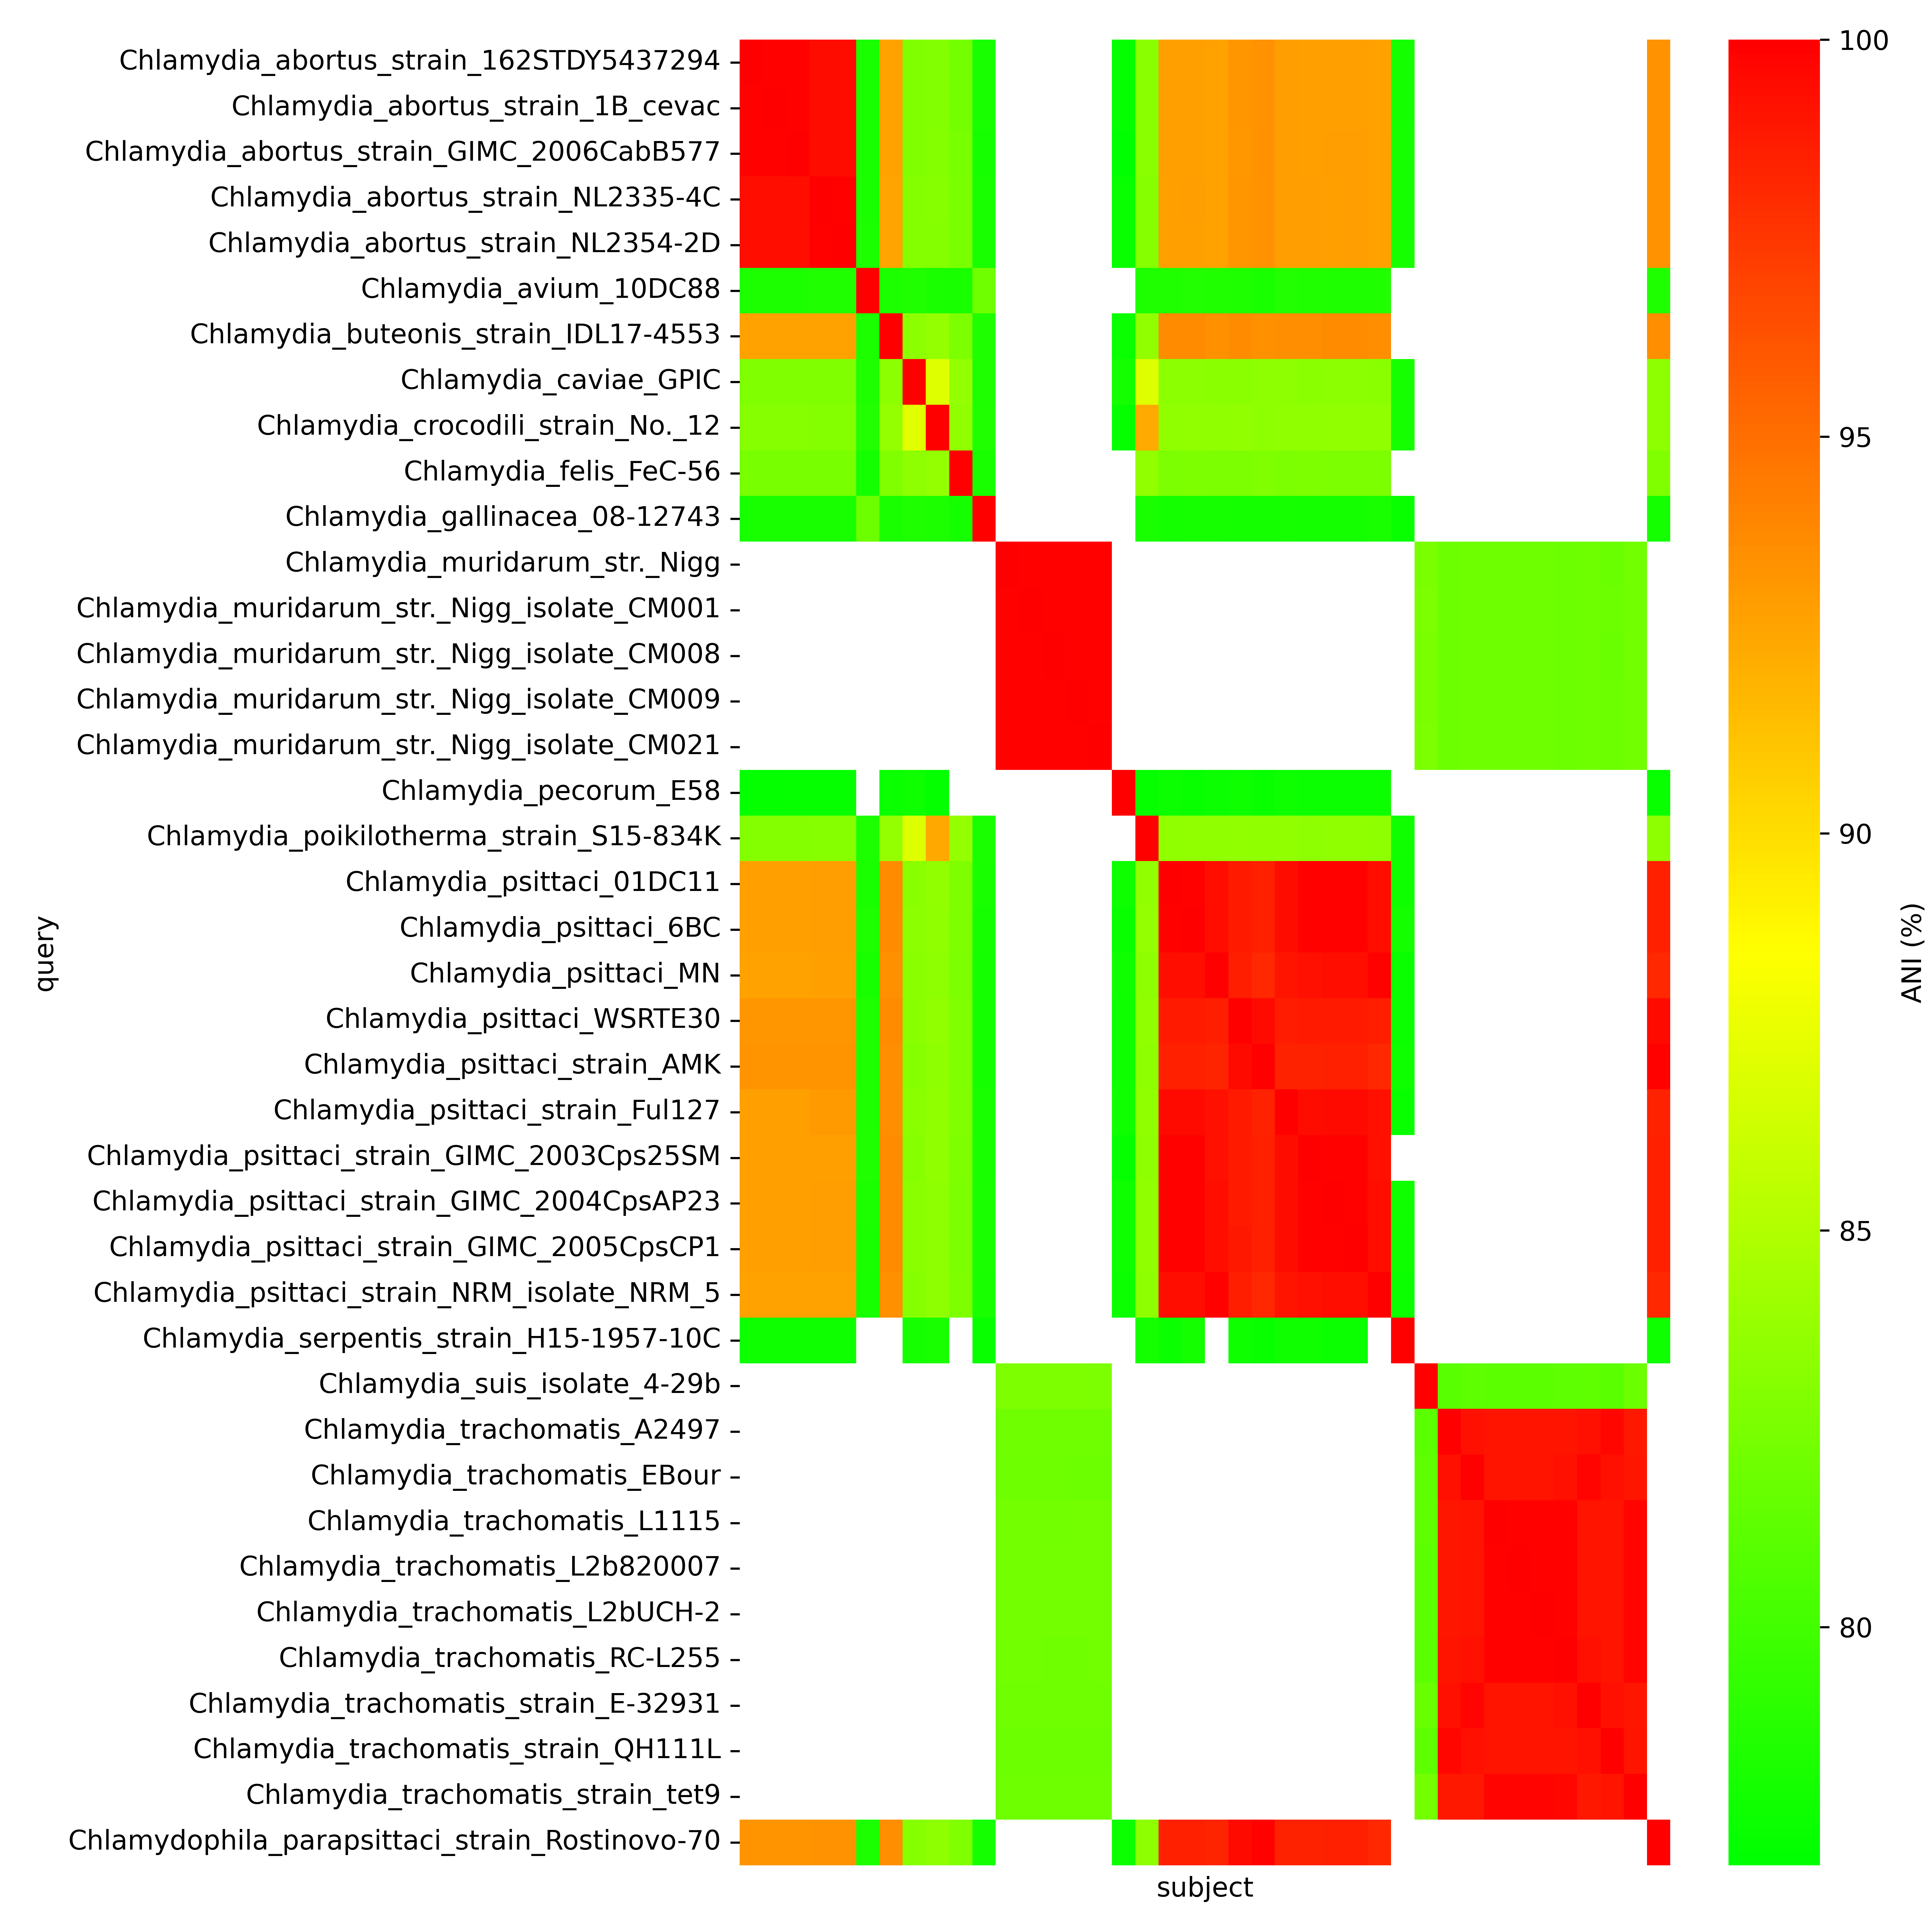 Chlamydia_abortus_strain_162STDY5437294
Chlamydia_abortus_strain_1B_cevac
Chlamydia_abortus_strain_GIMC_2006CabB577
Chlamydia_abortus_strain_NL2335-4C
Chlamydia_abortus_strain_NL2354-2D
Chlamydia_avium_10DC88
Chlamydia_buteonis_strain_IDL17-4553
Chlamydia_caviae_GPIC
Chlamydia_crocodili_strain_No._12
Chlamydia_felis_FeC-56
Chlamydia_gallinacea_08-12743
Chlamydia_muridarum_str._Nigg
Chlamydia_muridarum_str._Nigg_isolate_CM001
Chlamydia_muridarum_str._Nigg_isolate_CM008
Chlamydia_muridarum_str._Nigg_isolate_CM009
Chlamydia_muridarum_str._Nigg_isolate_CM021
Chlamydia_pecorum_E58
Chlamydia_poikilotherma_strain_S15-834K
Chlamydia_psittaci_01DC11
Chlamydia_psittaci_6BC
Chlamydia_psittaci_MN
Chlamydia_psittaci_WSRTE30
Chlamydia_psittaci_strain_AMK
Chlamydia_psittaci_strain_Ful127
Chlamydia_psittaci_strain_GIMC_2003Cps25SM
Chlamydia_psittaci_strain_GIMC_2004CpsAP23
Chlamydia_psittaci_strain_GIMC_2005CpsCP1
Chlamydia_psittaci_strain_NRM_isolate_NRM_5
Chlamydia_serpentis_strain_H15-1957-10C
Chlamydia_suis_isolate_4-29b
Chlamydia_trachomatis_A2497
Chlamydia_trachomatis_EBour
Chlamydia_trachomatis_L1115
Chlamydia_trachomatis_L2b820007
Chlamydia_trachomatis_L2bUCH-2
Chlamydia_trachomatis_RC-L255
Chlamydia_trachomatis_strain_E-32931
Chlamydia_trachomatis_strain_QH111L
Chlamydia_trachomatis_strain_tet9
Chlamydophila_parapsittaci_strain_Rostinovo-70
query
subject
100
95
90
85
80
ANI (%)